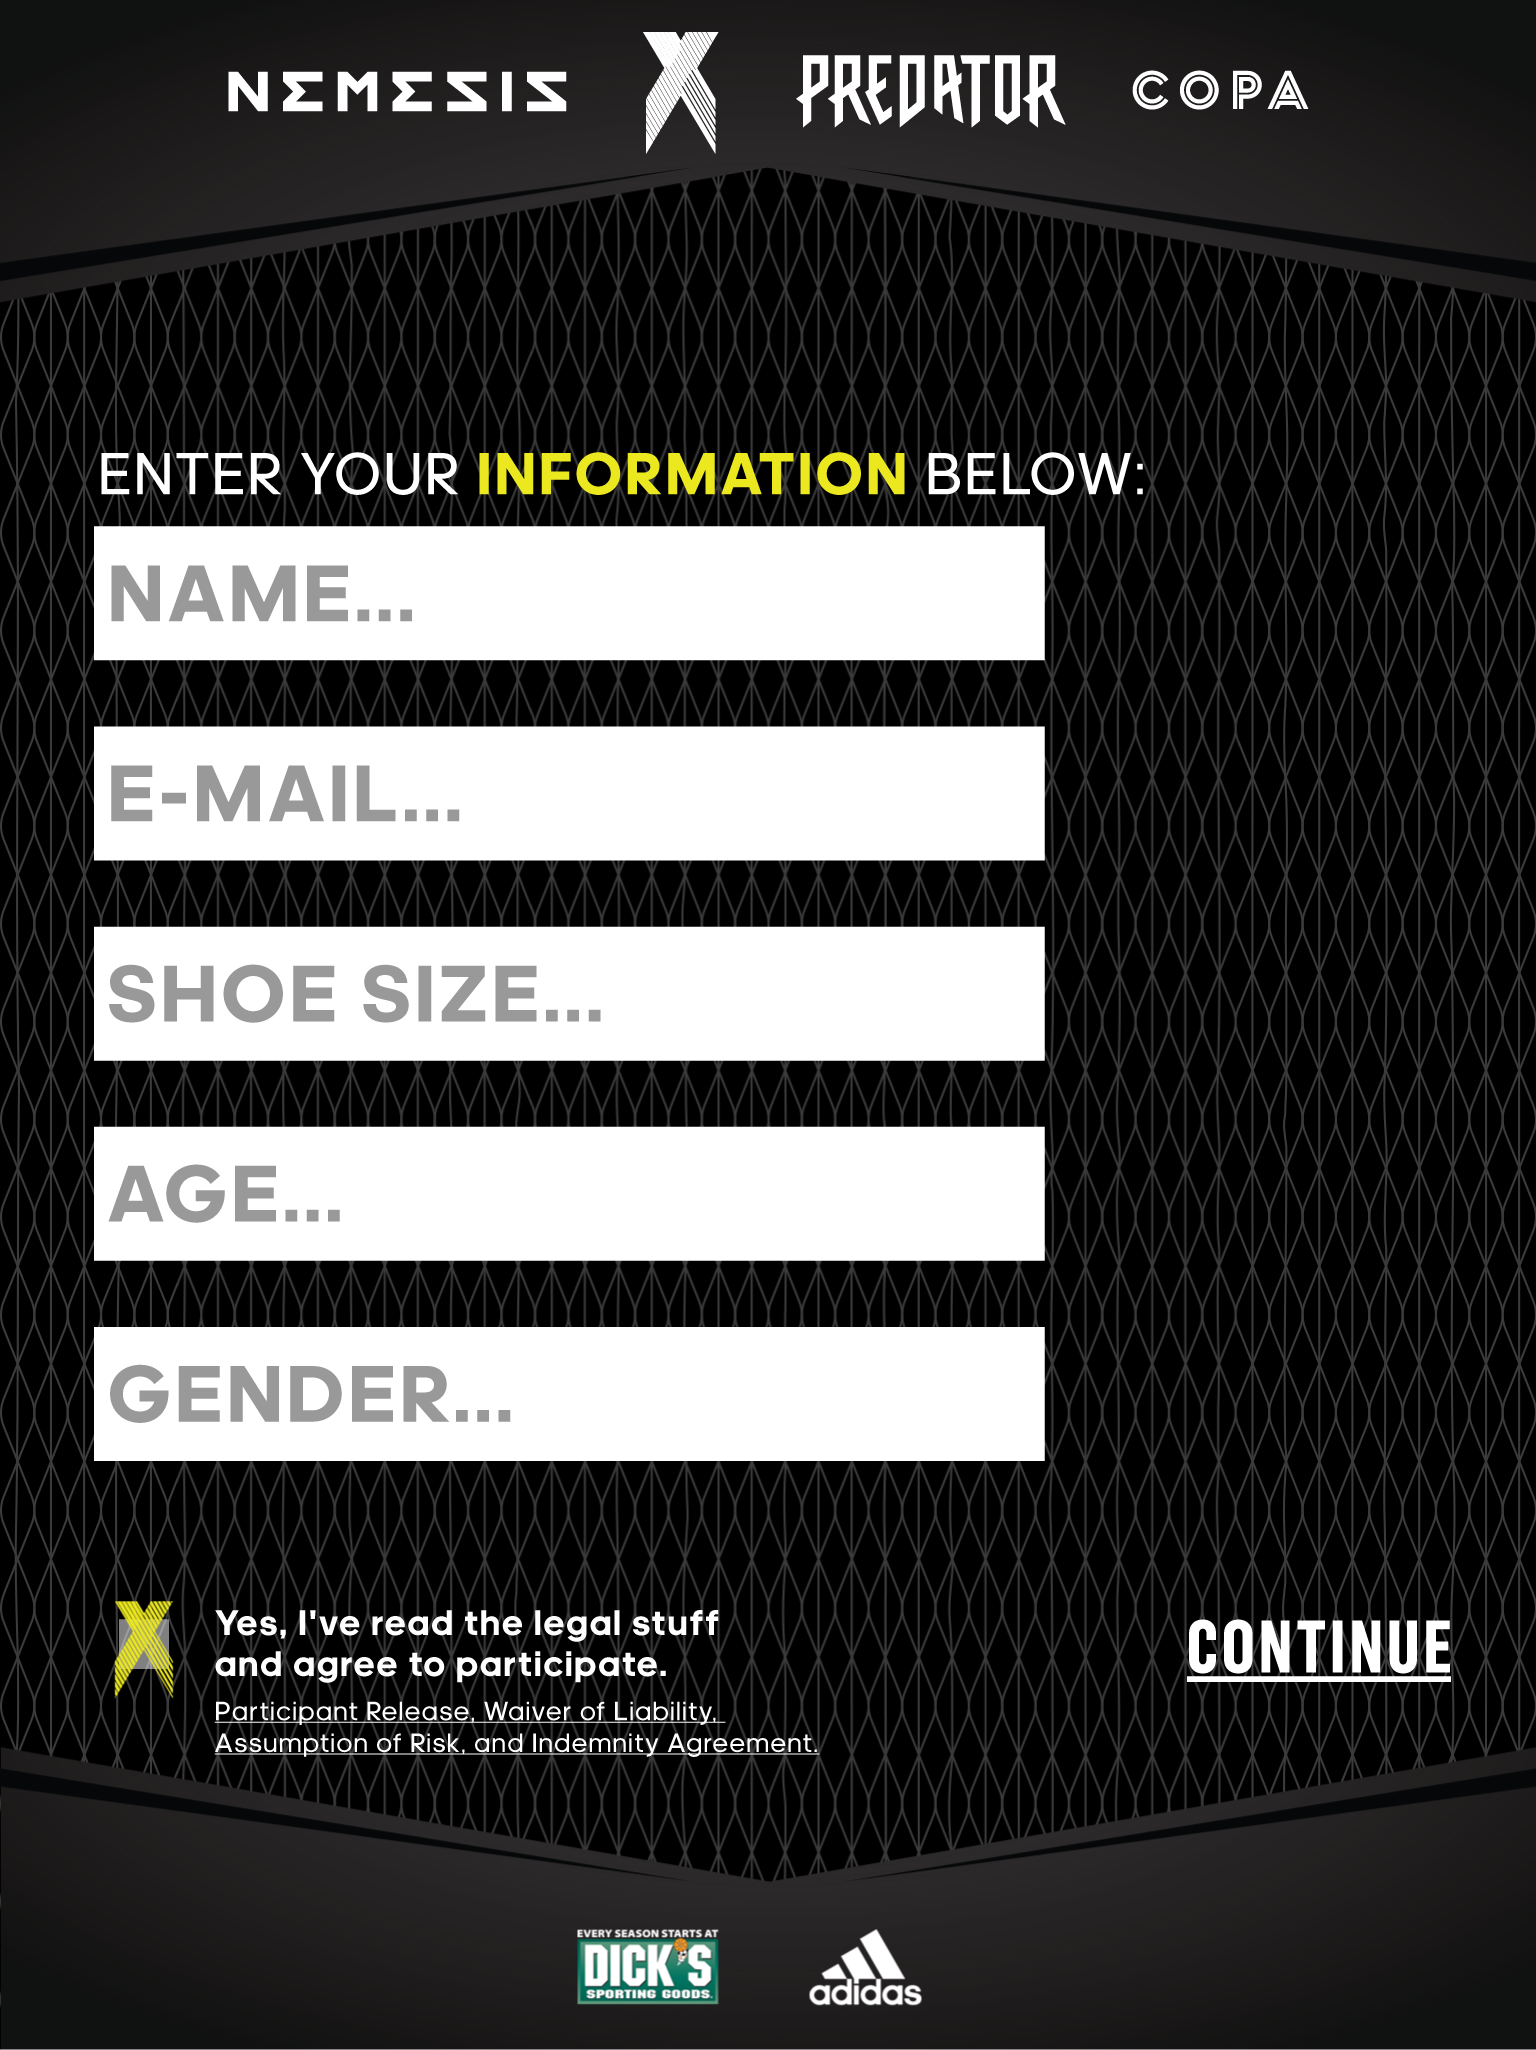 NEMESIS X PREDATOR COPA
ENTER YOUR INFORMATION BELOW:
NAME...
E-MAIL...
SHOE SIZE...
AGE...
GENDER...
Yes, I've read the legal stuff
and agree to participate.
Participant Release, Waiver of Liability,
Assumption of Risk, and Indemnity Agreement.
CONTINUE
EVERY SEASON STARTS AT
DICK'S
SPORTING GOODS.
adidas